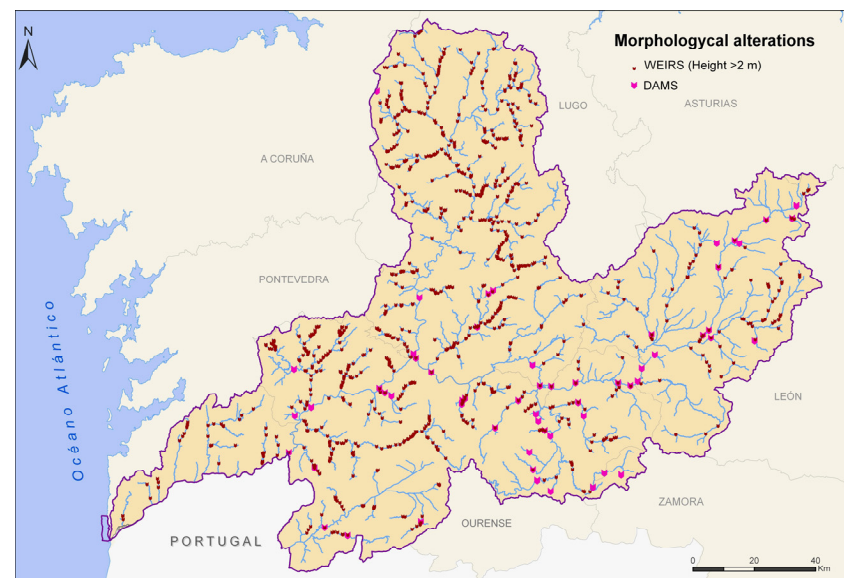 N
Morphologycal alterations
WEIRS (Height >2 m)
DAMS
LUGO
ASTURIAS
A CORUÑA
PONTEVEDRA
Océano Atlántico
LEÓN
ZAMORA
OURENSE
PORTUGAL
0 10 20 40
Km